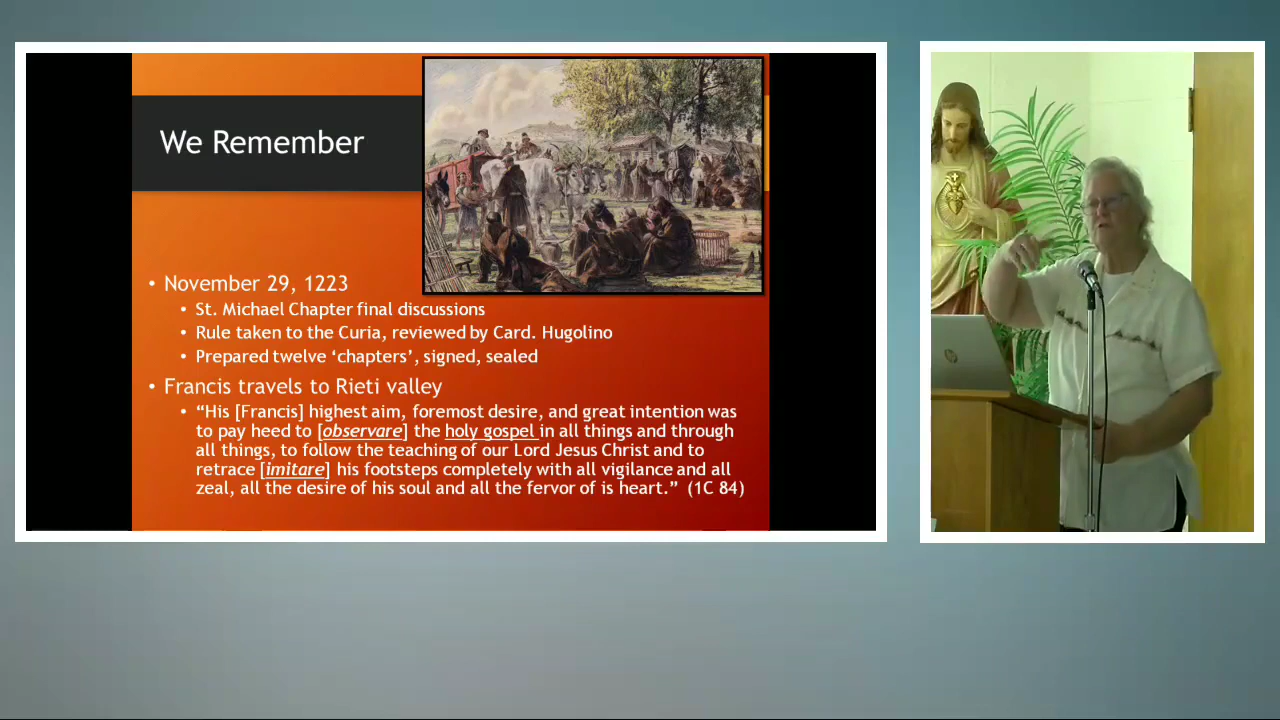 We Remember
• November 29, 1223
• St. Michael Chapter final discussions
• Rule taken to the Curia, reviewed by Card. Hugolino
• Prepared twelve ‘chapters’, signed, sealed
• Francis travels to Rieti valley
• “His [Francis] highest aim, foremost desire, and great intention was
to pay heed to [observare] the holy gospel in all things and through
all things, to follow the teaching of our Lord Jesus Christ and to
retrace [imitare] his footsteps completely with all vigilance and all
zeal, all the desire of his soul and all the fervor of is heart.” (1C 84)